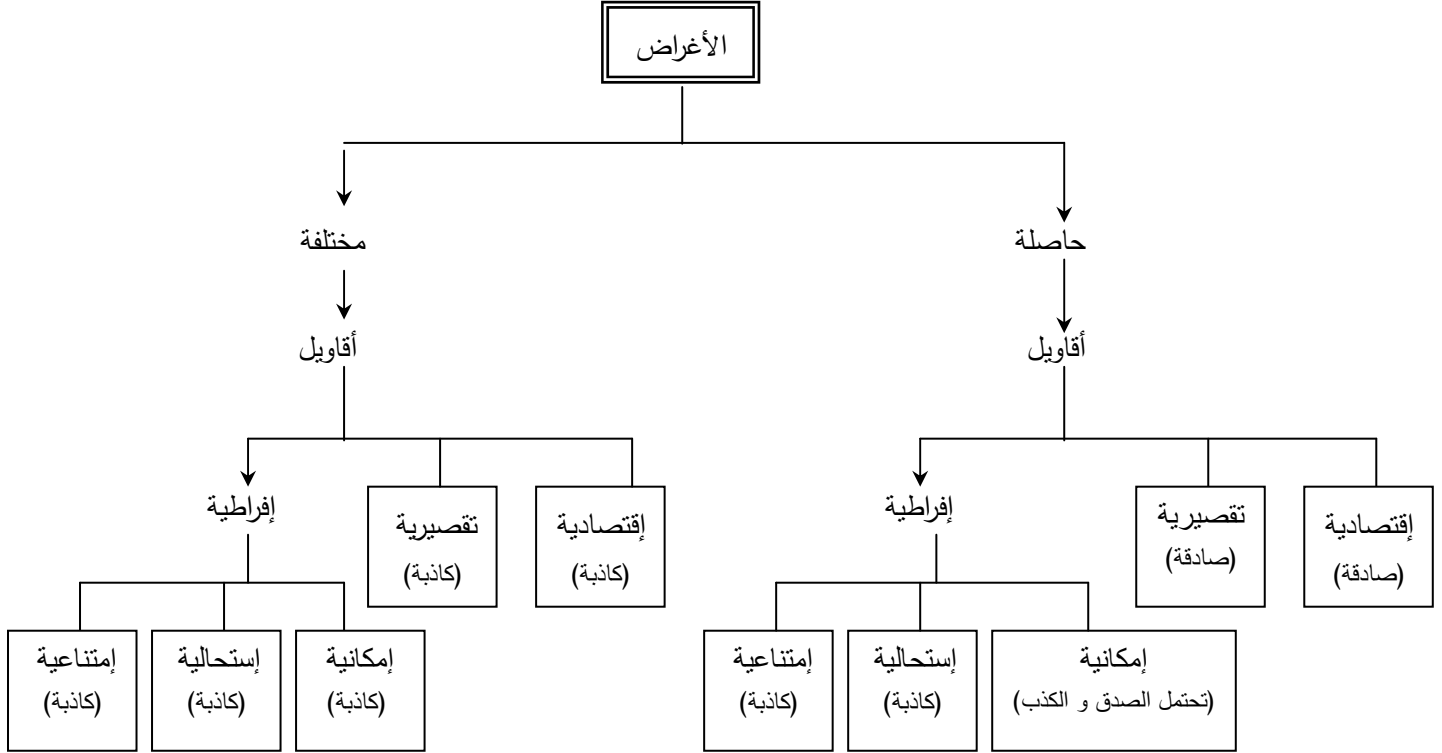 الأغراض
حاصلة
مختلفة
أقاويل
أقاويل
إقتصادية
(صادقة)
تقصيرية
(صادقة)
إفراطية
إقتصادية
(كاذبة)
تقصيرية
(كاذبة)
إفراطية
إمكانية
(تحتمل الصدق و الكذب)
إستحالية
(كاذبة)
إمتناعية
(كاذبة)
إمكانية
(كاذبة)
إستحالية
(كاذبة)
إمتناعية
(كاذبة)